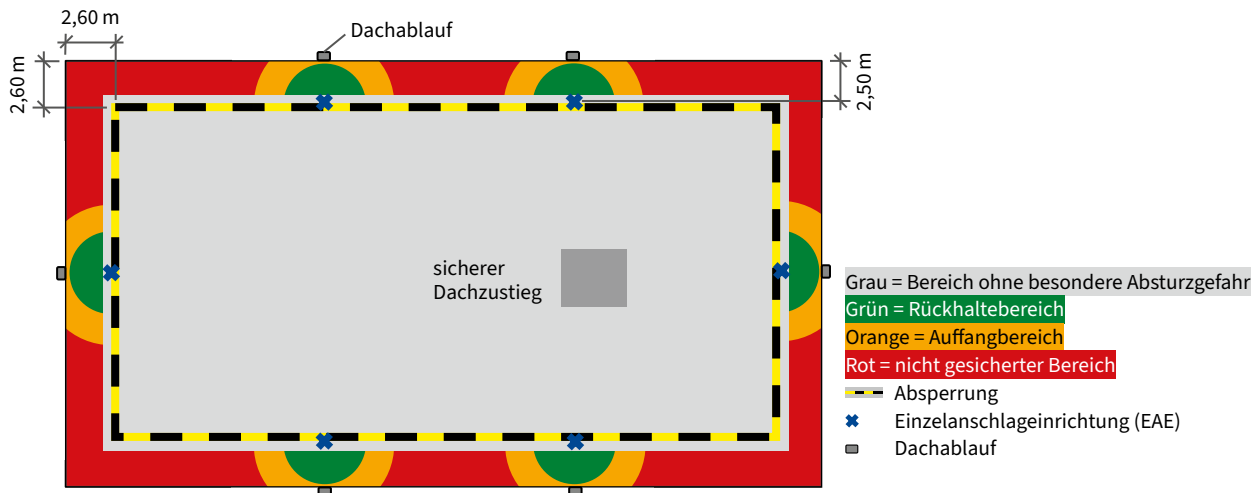 2,60 m
Dachablauf
2,60 m
2,50 m
sicherer
Dachzustieg
Grau = Bereich ohne besondere Absturzgefahr
Grün = Rückhaltebereich
Orange = Auffangbereich
Rot = nicht gesicherter Bereich
Absperrung
Einzelanschlageinrichtung (EAE)
Dachablauf